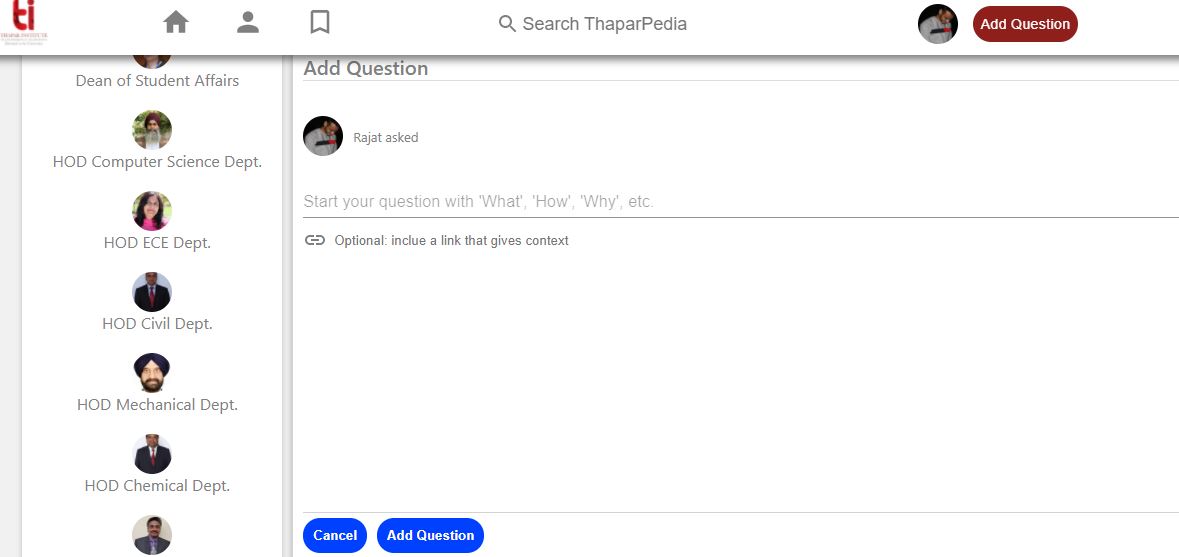 ti
THAPAR INSTITUTE
Search ThaparPedia
Add Question
Dean of Student Affairs
HOD Computer Science Dept.
HOD ECE Dept.
HOD Civil Dept.
HOD Mechanical Dept.
HOD Chemical Dept.
Add Question
Rajat asked
Start your question with 'What', 'How', 'Why', etc.
Optional: inclue a link that gives context
Cancel
Add Question